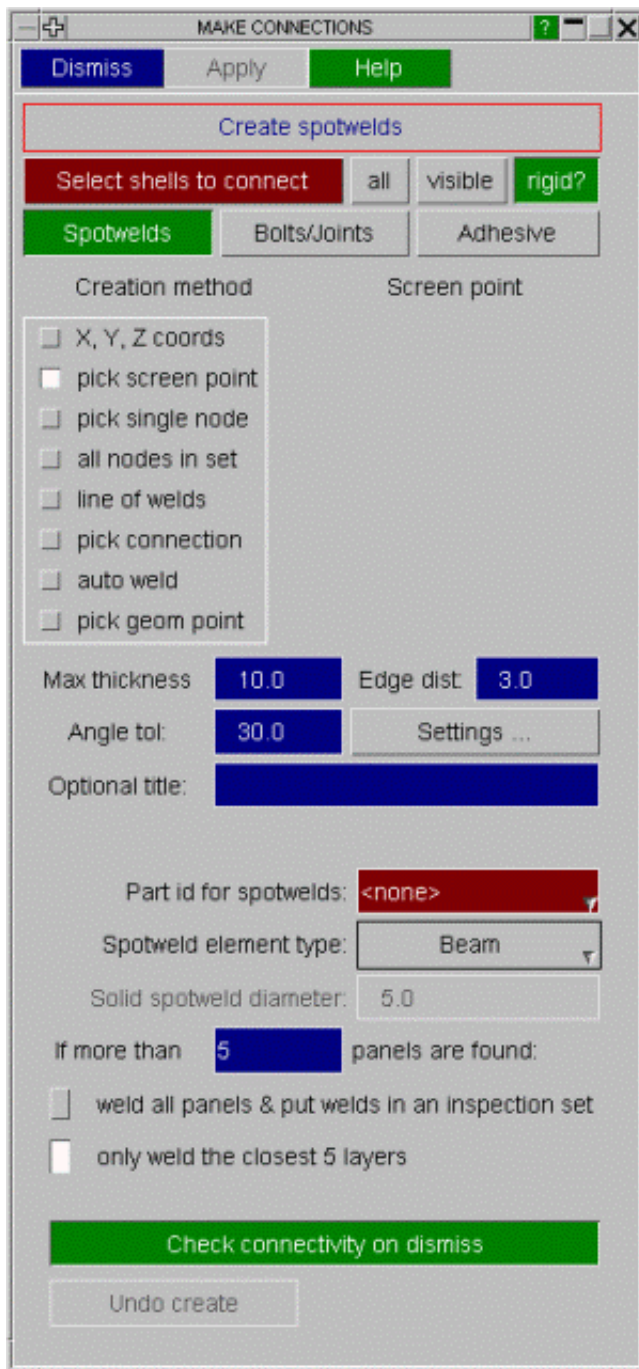 MAKE CONNECTIONS ?
Dismiss Apply Help
Create spotwelds
Select shells to connect all visible rigid?
Spotwelds Bolts/Joints Adhesive
Creation method Screen point
X, Y, Z coords
pick screen point
pick single node
all nodes in set
line of welds
pick connection
auto weld
pick geom point
Max thickness 10.0 Edge dist: 3.0
Angle tol: 30.0 Settings ...
Optional title:
Part id for spotwelds: <none>
Spotweld element type: Beam
Solid spotweld diameter: 5.0
If more than 5 panels are found:
weld all panels & put welds in an inspection set
only weld the closest 5 layers
Check connectivity on dismiss
Undo create